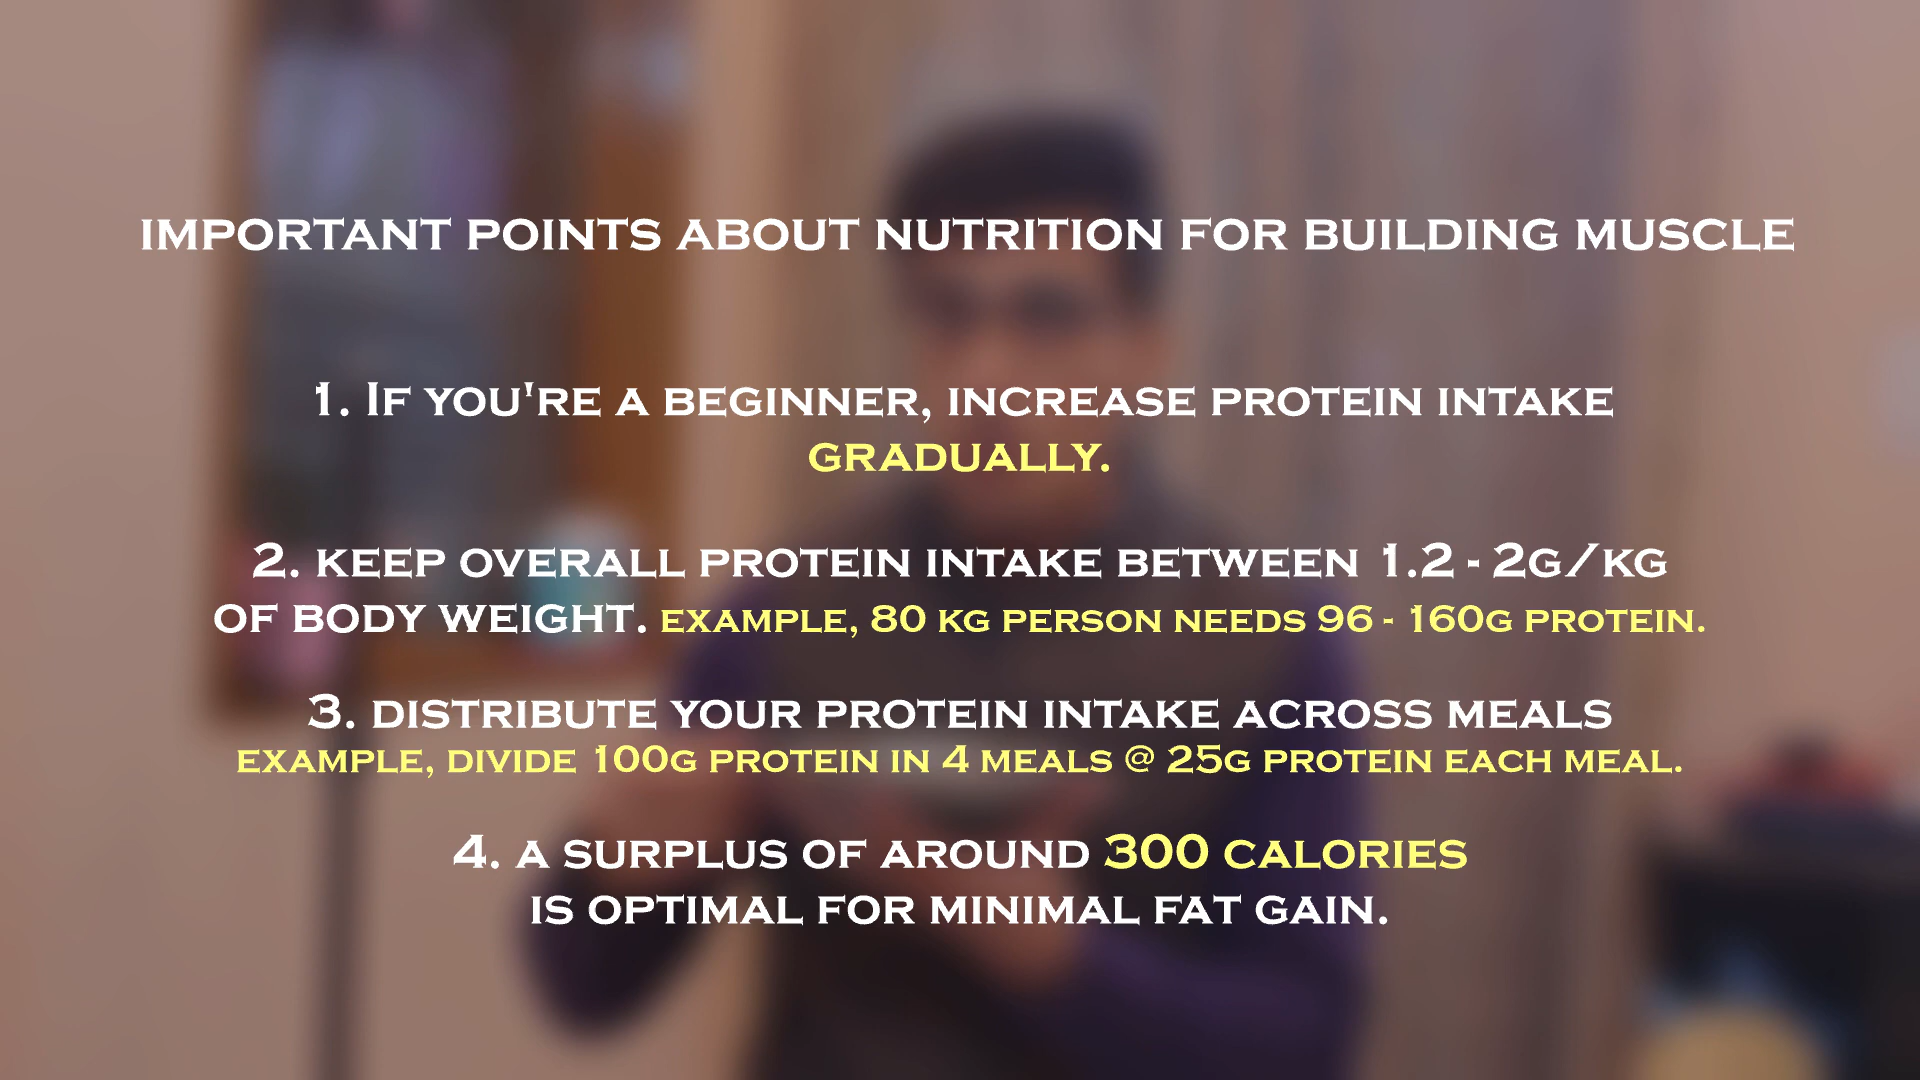 IMPORTANT POINTS ABOUT NUTRITION FOR BUILDING MUSCLE
1. IF YOU'RE A BEGINNER, INCREASE PROTEIN INTAKE
GRADUALLY.
2. KEEP OVERALL PROTEIN INTAKE BETWEEN 1.2 - 2G/KG
OF BODY WEIGHT. EXAMPLE, 80 KG PERSON NEEDS 96 - 160G PROTEIN.
3. DISTRIBUTE YOUR PROTEIN INTAKE ACROSS MEALS
EXAMPLE, DIVIDE 100G PROTEIN IN 4 MEALS @ 25G PROTEIN EACH MEAL.
4. A SURPLUS OF AROUND 300 CALORIES
IS OPTIMAL FOR MINIMAL FAT GAIN.